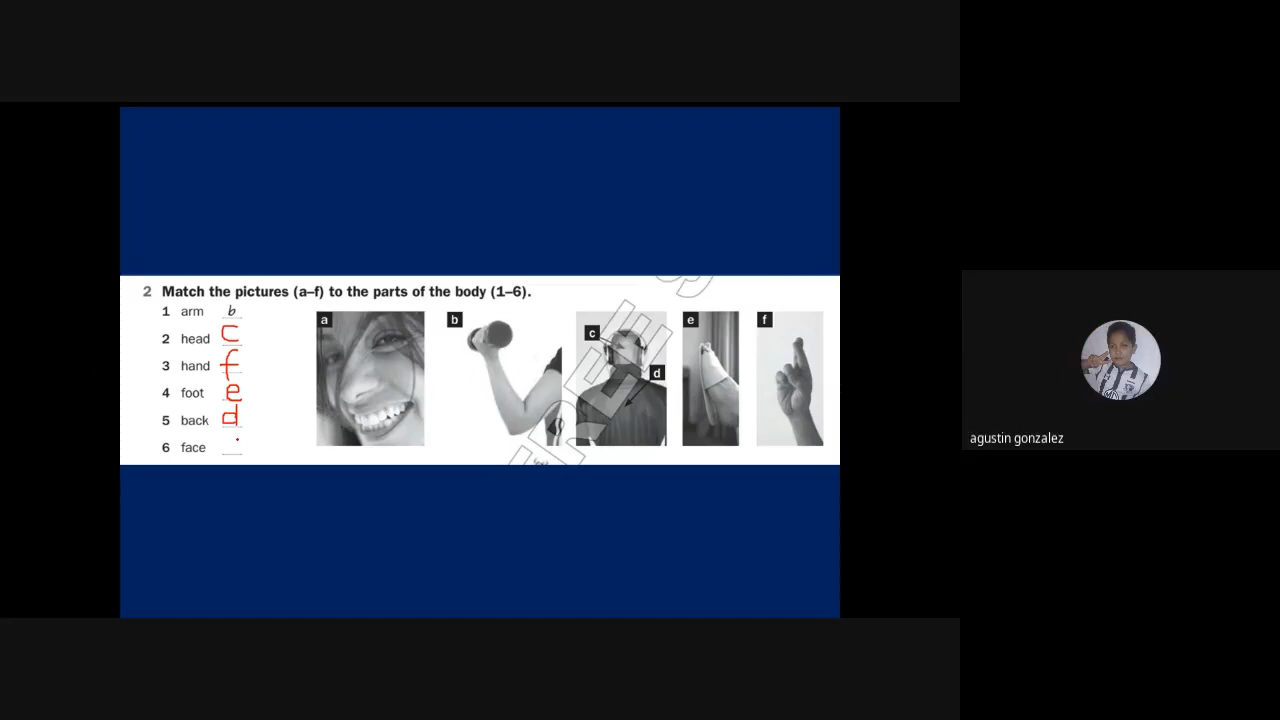 2 Match the pictures (a–f) to the parts of the body (1–6).
1 arm b
2 head c
3 hand f
4 foot e
5 back d
6 face
a
b
c
d
e
f
agustin gonzalez